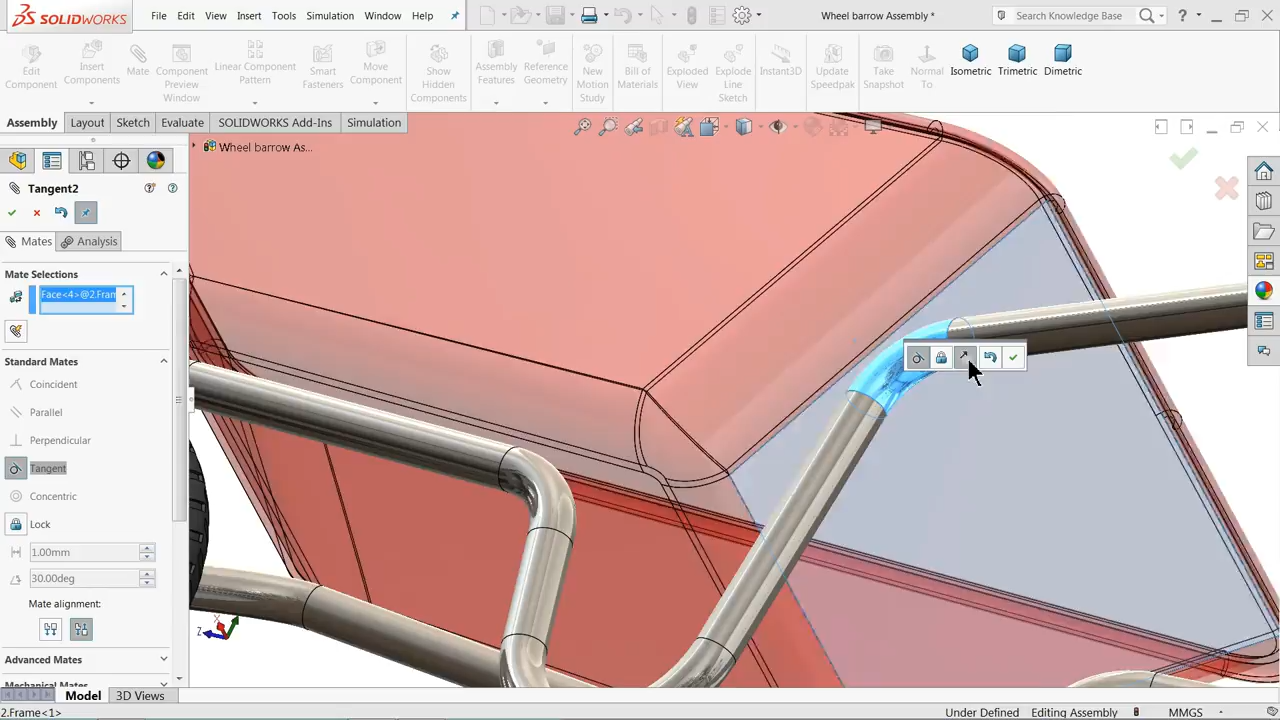 SOLIDWORKS
File Edit View Insert Tools Simulation Window Help
Wheel barrow Assembly *
Search Knowledge Base
?
Edit Component
Insert Components
Mate
Component Preview Window
Linear Component Pattern
Smart Fasteners
Move Component
Show Hidden Components
Assembly Features
Reference Geometry
New Motion Study
Bill of Materials
Exploded View
Explode Line Sketch
Instant3D
Update Speedpak
Take Snapshot
Normal To
Isometric
Trimetric
Dimetric
Assembly Layout Sketch Evaluate SOLIDWORKS Add-Ins Simulation
Wheel barrow As...
Tangent2
Mates Analysis
Mate Selections
Face<4>@2.Fram
Standard Mates
Coincident
Parallel
Perpendicular
Tangent
Concentric
Lock
1.00mm
30.00deg
Mate alignment:
Advanced Mates
Mechanical Mates
Z
X
Model 3D Views
2.Frame<1>
Under Defined Editing Assembly MMGS